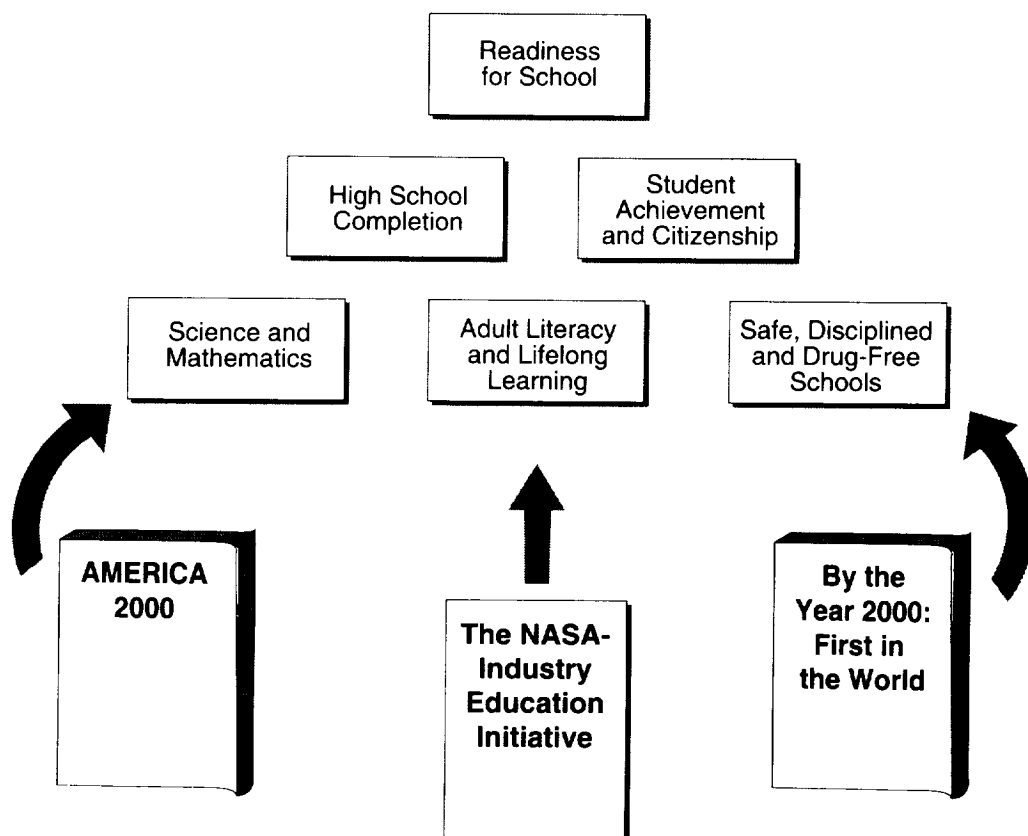 Readiness
for School
High School
Completion
Student
Achievement
and Citizenship
Science and
Mathematics
Adult Literacy
and Lifelong
Learning
Safe, Disciplined
and Drug-Free
Schools
AMERICA
2000
The NASA-
Industry
Education
Initiative
By the
Year 2000:
First in
the World